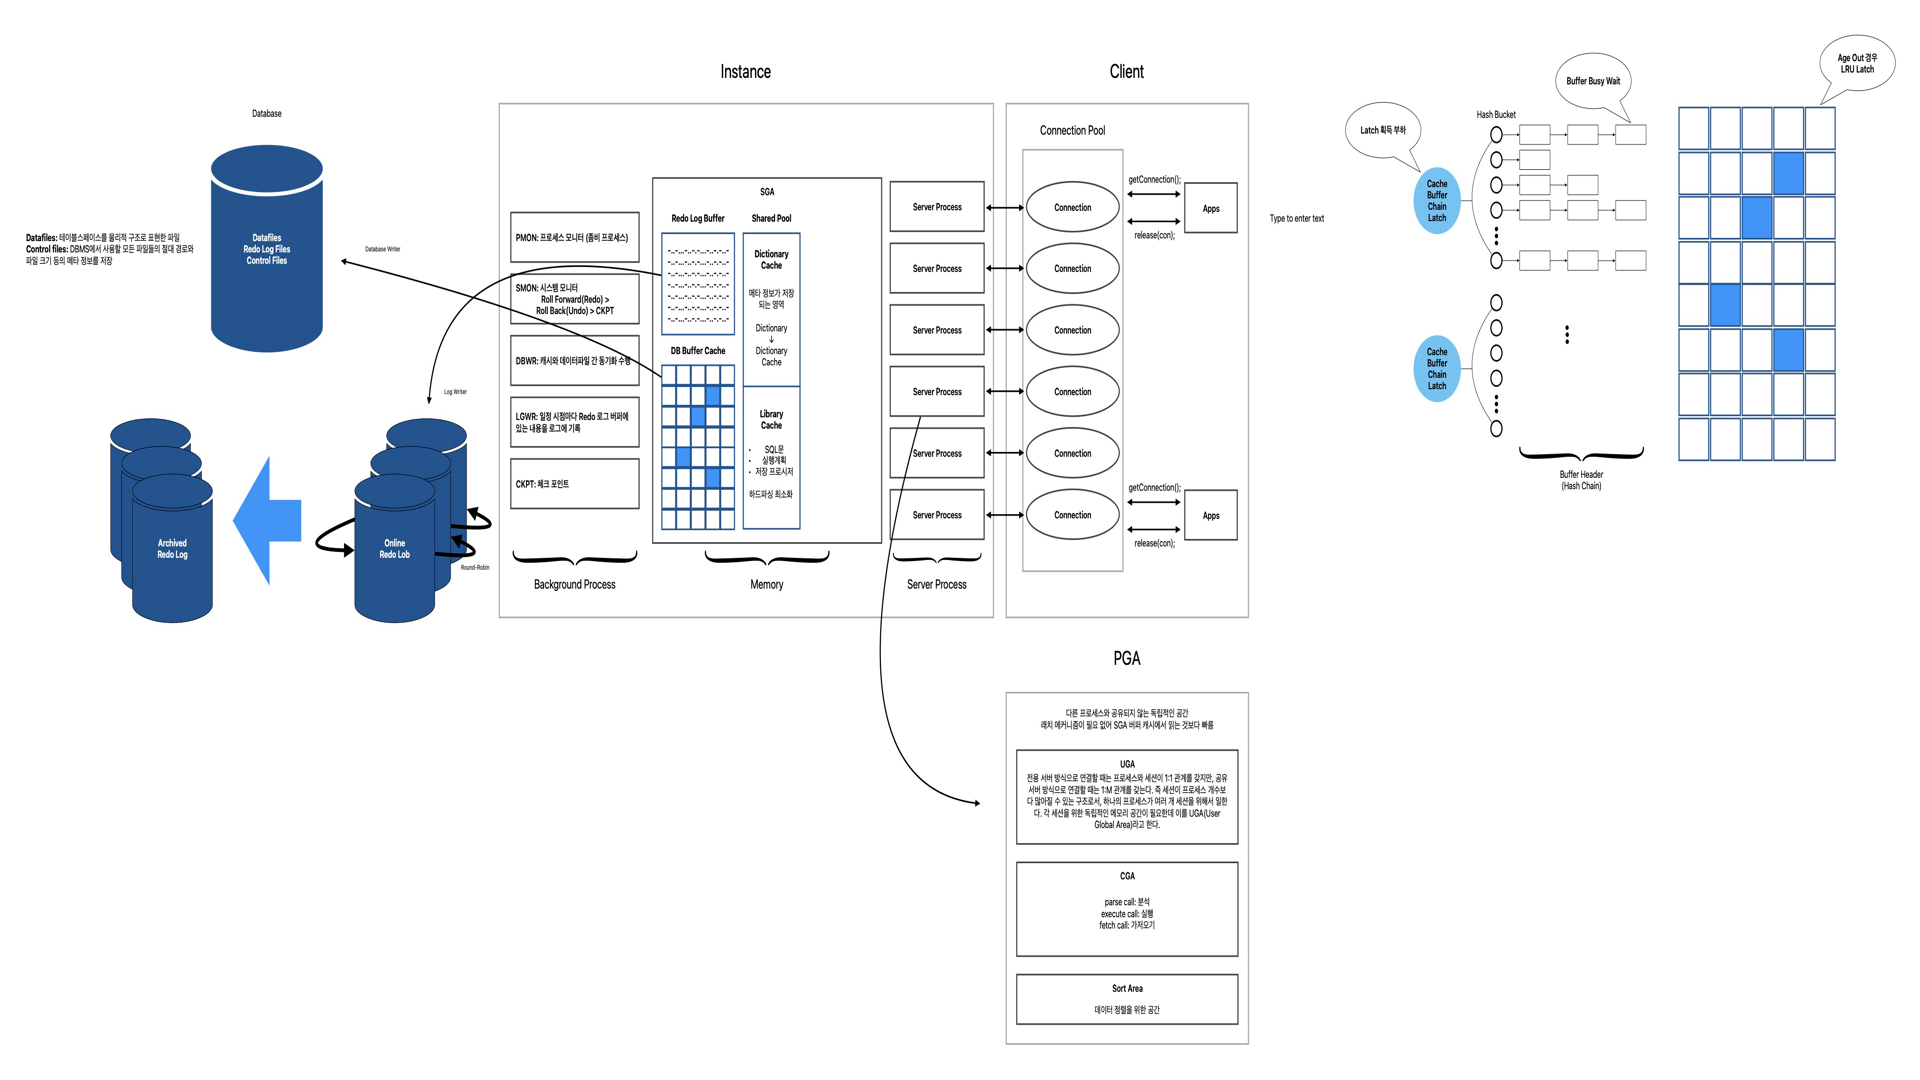 Database
Datafiles
Redo Log Files
Control Files
Datafiles: 테이블스페이스를 물리적 구조로 표현한 파일
Control files: DBMS에서 사용할 모든 파일들의 절대 경로와
파일 크기 등의 메타 정보를 저장
Database Writer
Log Writer
Archived
Redo Log
Online
Redo Lob
Round-Robin
Instance
PMON: 프로세스 모니터 (좀비 프로세스)
SMON: 시스템 모니터
Roll Forward(Redo) >
Roll Back(Undo) > CKPT
DBWR: 캐시와 데이터파일 간 동기화 수행
LGWR: 일정 시점마다 Redo 로그 버퍼에
있는 내용을 로그에 기록
CKPT: 체크 포인트
Background Process
SGA
Redo Log Buffer
DB Buffer Cache
Shared Pool
Dictionary
Cache
메타 정보가 저장
되는 영역
Dictionary
↓
Dictionary
Cache
Library
Cache
• SQL문
• 실행계획
• 저장 프로시저
하드파싱 최소화
Memory
Server Process
Server Process
Server Process
Server Process
Server Process
Server Process
Server Process
Client
Connection Pool
Connection
Connection
Connection
Connection
Connection
Connection
getConnection();
release(con);
Apps
getConnection();
release(con);
Apps
PGA
다른 프로세스와 공유되지 않는 독립적인 공간
래치 메커니즘이 필요 없어 SGA 버퍼 캐시에서 읽는 것보다 빠름
UGA
전용 서버 방식으로 연결할 때는 프로세스와 세션이 1:1 관계를 갖지만, 공유
서버 방식으로 연결할 때는 1:M 관계를 갖는다. 즉 세션이 프로세스 개수보
다 많아질 수 있는 구조로서, 하나의 프로세스가 여러 개 세션을 위해서 일한
다. 각 세션을 위한 독립적인 메모리 공간이 필요한데 이를 UGA(User
Global Area)라고 한다.
CGA
parse call: 분석
execute call: 실행
fetch call: 가져오기
Sort Area
데이터 정렬을 위한 공간
Type to enter text
Latch 획득 부하
Cache
Buffer
Chain
Latch
Cache
Buffer
Chain
Latch
Hash Bucket
Buffer Busy Wait
Buffer Header
(Hash Chain)
Age Out 경우
LRU Latch